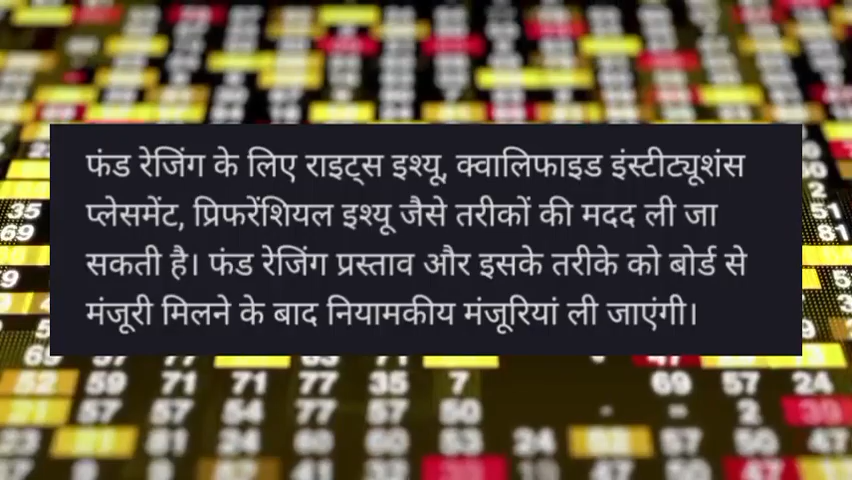 फंड रेजिंग के लिए राइट्स इश्यू, क्वालिफाइड इंस्टीट्यूशंस
प्लेसमेंट, प्रिफरेंशियल इश्यू जैसे तरीकों की मदद ली जा
सकती है। फंड रेजिंग प्रस्ताव और इसके तरीके को बोर्ड से
मंजूरी मिलने के बाद नियामकीय मंजूरियां ली जाएंगी।